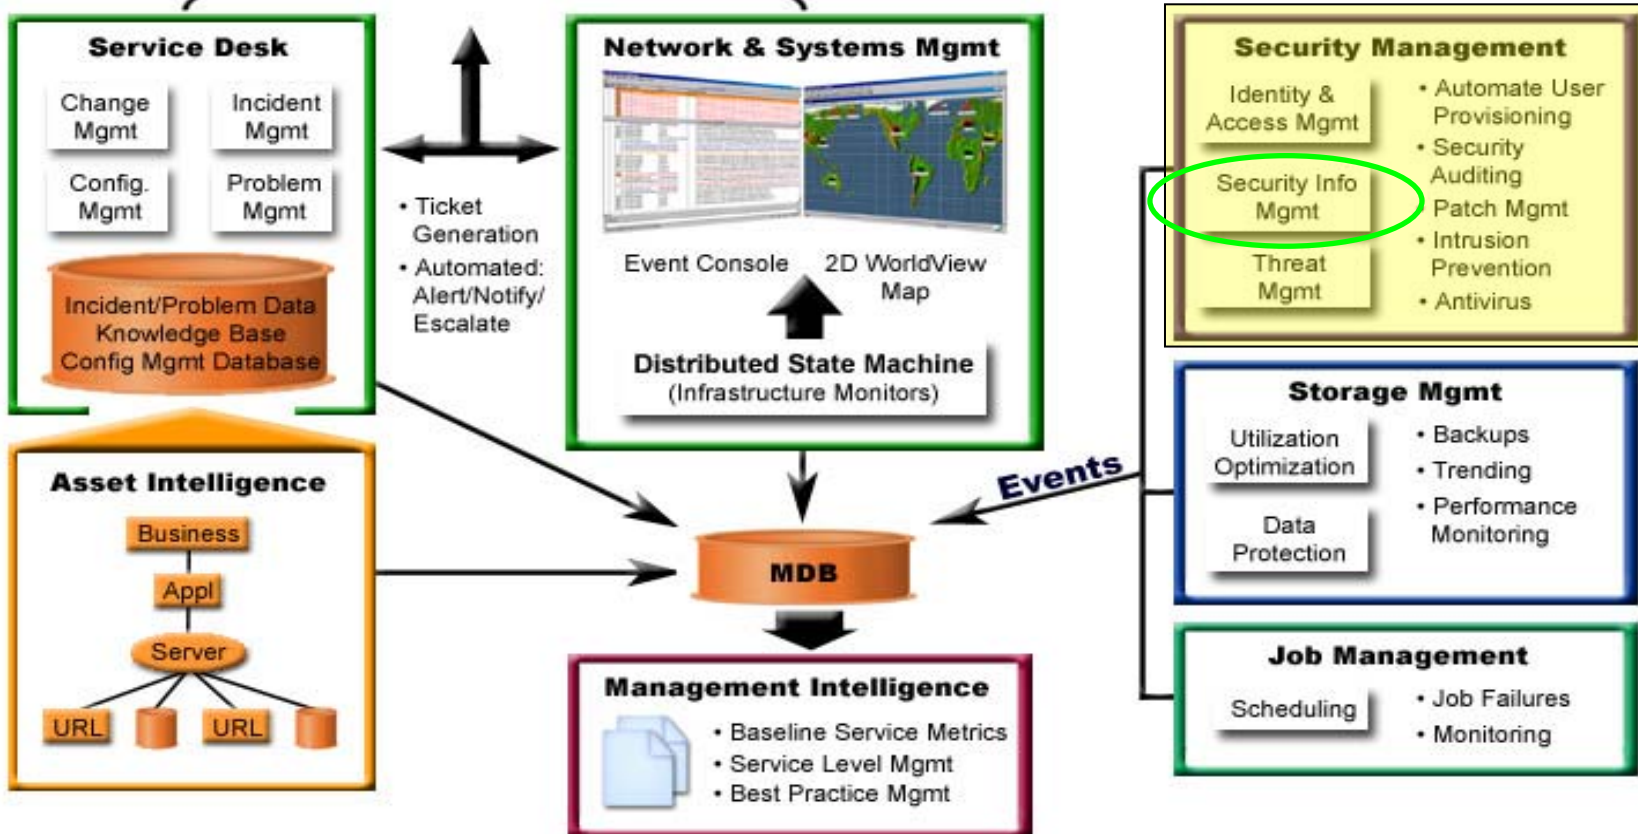 Service Desk
Change
Mgmt
Incident
Mgmt
Config.
Mgmt
Problem
Mgmt
Incident/Problem Data
Knowledge Base
Config Mgmt Database
• Ticket
Generation
• Automated:
Alert/Notify/
Escalate
Network & Systems Mgmt
Event Console
2D WorldView
Map
Distributed State Machine
(Infrastructure Monitors)
Security Management
Identity &
Access Mgmt
Security Info
Mgmt
Threat
Mgmt
• Automate User
Provisioning
• Security
Auditing
• Patch Mgmt
• Intrusion
Prevention
• Antivirus
Asset Intelligence
Business
Appl
Server
URL
URL
Events
MDB
Storage Mgmt
Utilization
Optimization
Data
Protection
• Backups
• Trending
• Performance
Monitoring
Management Intelligence
• Baseline Service Metrics
• Service Level Mgmt
• Best Practice Mgmt
Job Management
Scheduling
• Job Failures
• Monitoring